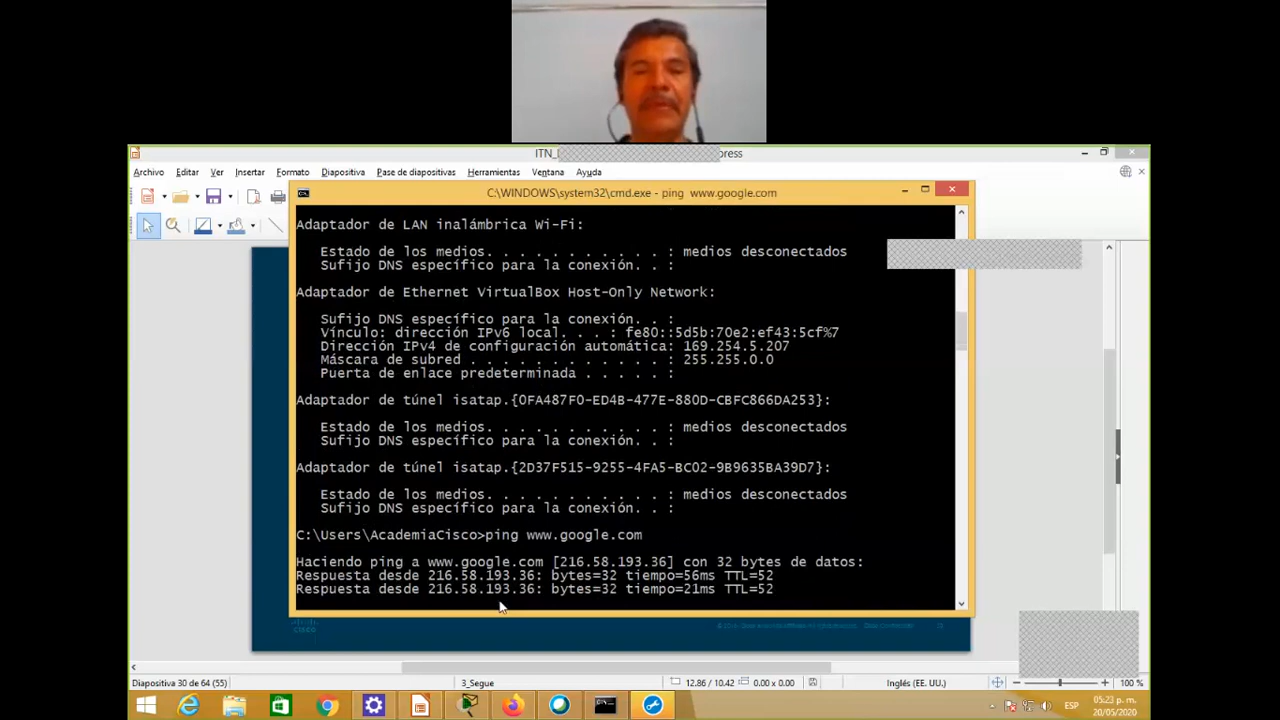 ITN_ press
Archivo Editar Ver Insertar Formato Diapositiva Pase de diapositivas Herramientas Ventana Ayuda
C:\WINDOWS\system32\cmd.exe - ping www.google.com
Adaptador de LAN inalámbrica Wi-Fi:
Estado de los medios. . . . . . . . . . . : medios desconectados
Sufijo DNS específico para la conexión. . :
Adaptador de Ethernet VirtualBox Host-Only Network:
Sufijo DNS específico para la conexión. . :
Vínculo: dirección IPv6 local. . . : fe80::5d5b:70e2:ef43:5cf%7
Dirección IPv4 de configuración automática: 169.254.5.207
Máscara de subred . . . . . . . . . . . . : 255.255.0.0
Puerta de enlace predeterminada . . . . . :
Adaptador de túnel isatap.{0FA487F0-ED4B-477E-880D-CBFC866DA253}:
Estado de los medios. . . . . . . . . . . : medios desconectados
Sufijo DNS específico para la conexión. . :
Adaptador de túnel isatap.{2D37F515-9255-4FA5-BC02-9B9635BA39D7}:
Estado de los medios. . . . . . . . . . . : medios desconectados
Sufijo DNS específico para la conexión. . :
C:\Users\AcademiaCisco>ping www.google.com
Haciendo ping a www.google.com [216.58.193.36] con 32 bytes de datos:
Respuesta desde 216.58.193.36: bytes=32 tiempo=56ms TTL=52
Respuesta desde 216.58.193.36: bytes=32 tiempo=21ms TTL=52
CISCO
Diapositiva 30 de 64 (55) 3_Segue 12.86 / 10.42 0.00 x 0.00 Inglés (EE. UU.) 100 %
ESP
05:23 p. m.
20/05/2020